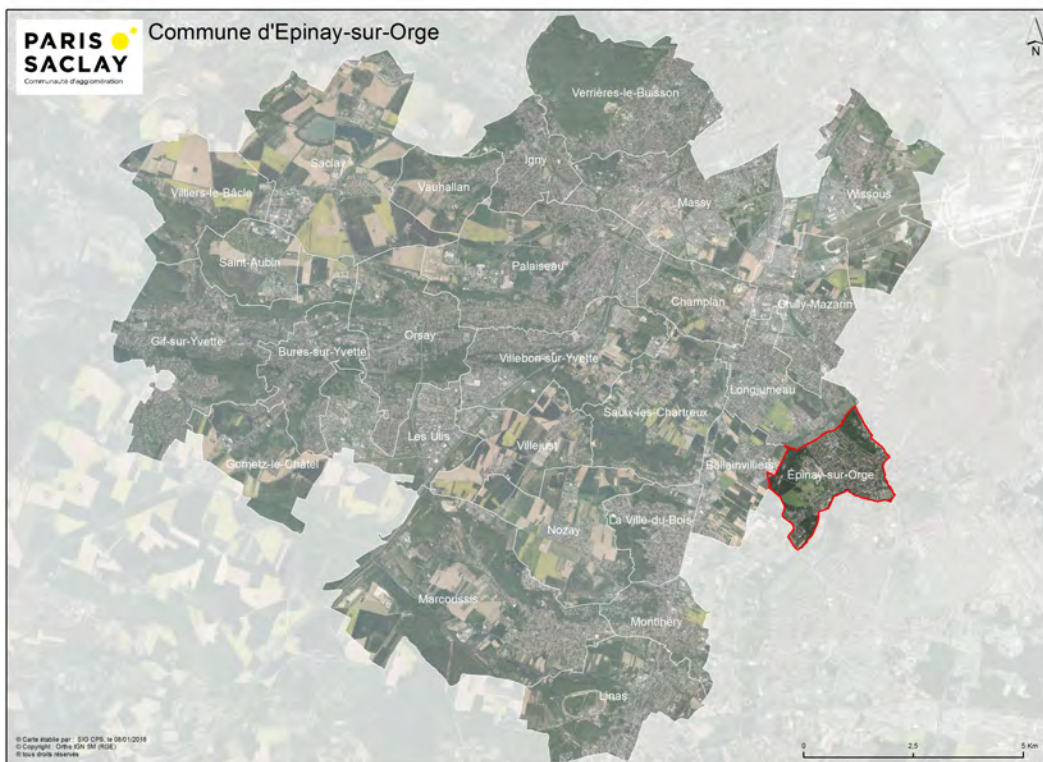 PARIS
SACLAY
Communauté d'agglomération
Commune d'Epinay-sur-Orge
N
Verrières-le-Buisson
Igny
Saclay
Vauhallan
Villiers-le-Bâcle
Massy
Wissous
Saint-Aubin
Palaiseau
Champlan
Chilly-Mazarin
Gif-sur-Yvette
Bures-sur-Yvette
Orsay
Villebon-sur-Yvette
Longjumeau
Saulx-les-Chartreux
Les Ulis
Villejust
Gometz-le-Châtel
Ballainvilliers
Épinay-sur-Orge
La Ville-du-Bois
Nozay
Marcoussis
Montlhéry
Linas
© Carte établie par : SIG CPS, le 08/01/2018
© Copyright : Ortho IGN 5M (RGE)
® tous droits réservés
0 2,5 5 Km